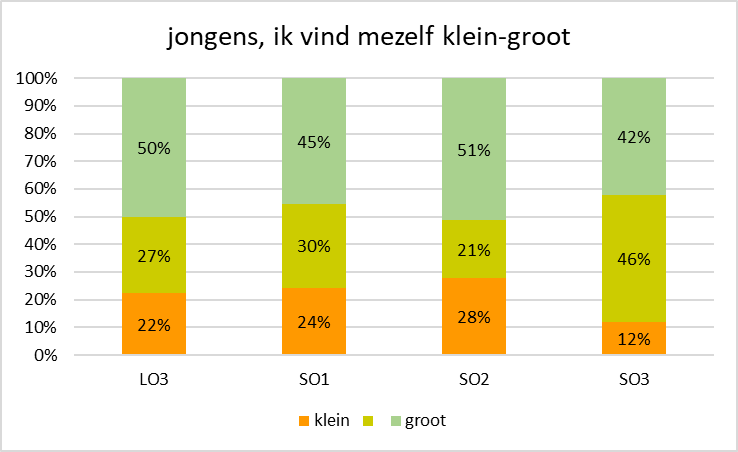 jongens, ik vind mezelf klein-groot
100%
90%
80%
70%
60%
50%
40%
30%
20%
10%
0%
50% 45% 51% 42%
27% 30% 21% 46%
22% 24% 28% 12%
LO3 SO1 SO2 SO3
klein groot